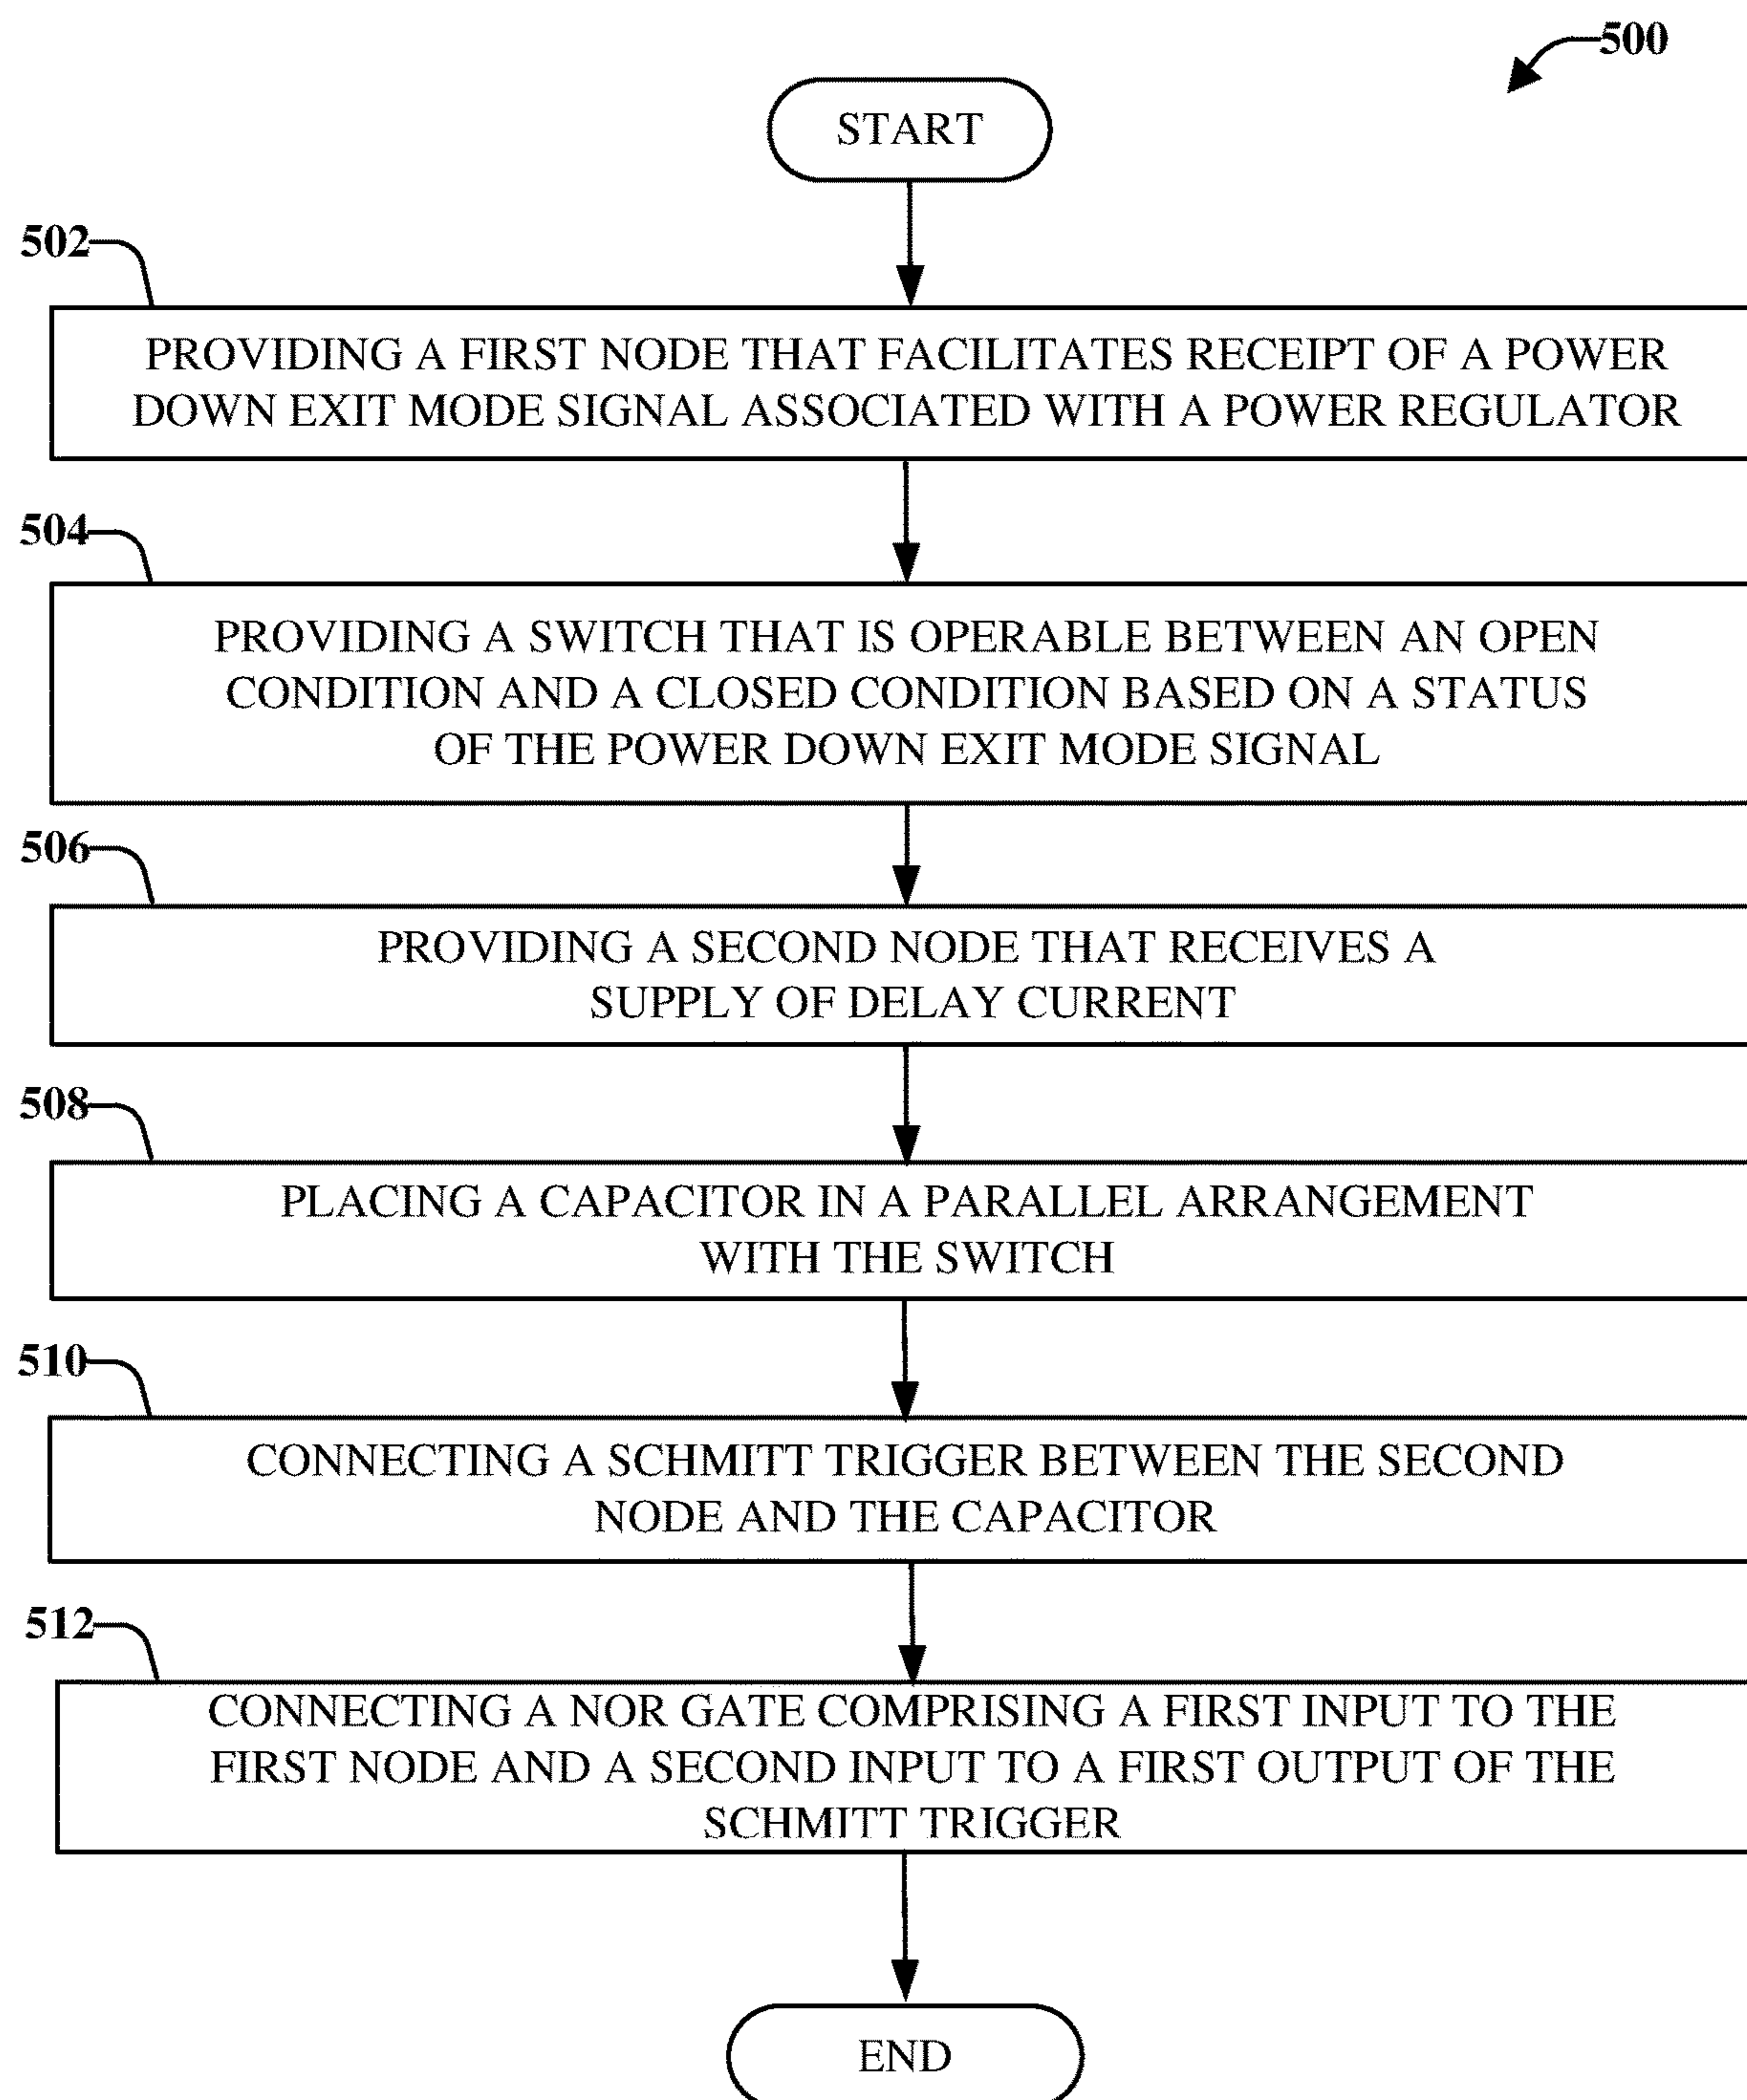 500
START
502
PROVIDING A FIRST NODE THAT FACILITATES RECEIPT OF A POWER
DOWN EXIT MODE SIGNAL ASSOCIATED WITH A POWER REGULATOR
504
PROVIDING A SWITCH THAT IS OPERABLE BETWEEN AN OPEN
CONDITION AND A CLOSED CONDITION BASED ON A STATUS
OF THE POWER DOWN EXIT MODE SIGNAL
506
PROVIDING A SECOND NODE THAT RECEIVES A
SUPPLY OF DELAY CURRENT
508
PLACING A CAPACITOR IN A PARALLEL ARRANGEMENT
WITH THE SWITCH
510
CONNECTING A SCHMITT TRIGGER BETWEEN THE SECOND
NODE AND THE CAPACITOR
512
CONNECTING A NOR GATE COMPRISING A FIRST INPUT TO THE
FIRST NODE AND A SECOND INPUT TO A FIRST OUTPUT OF THE
SCHMITT TRIGGER
END